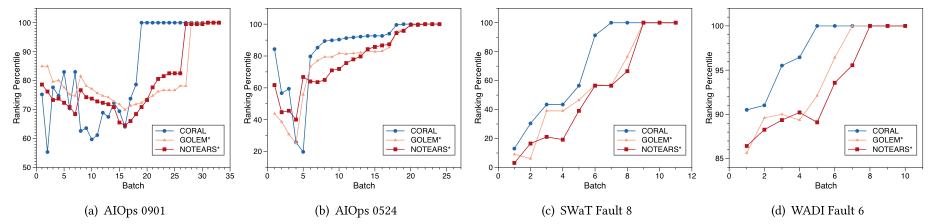 Ranking Percentile
100
90
80
70
60
50
0 5 10 15 20 25 30 35
Batch
CORAL
GOLEM*
NOTEARS*
(a) AIOps 0901
Ranking Percentile
100
80
60
40
20
0 5 10 15 20 25
Batch
CORAL
GOLEM*
NOTEARS*
(b) AIOps 0524
Ranking Percentile
100
80
60
40
20
0
0 2 4 6 8 10 12
Batch
CORAL
GOLEM*
NOTEARS*
(c) SWaT Fault 8
Ranking Percentile
100
95
90
85
0 2 4 6 8 10
Batch
CORAL
GOLEM*
NOTEARS*
(d) WADI Fault 6